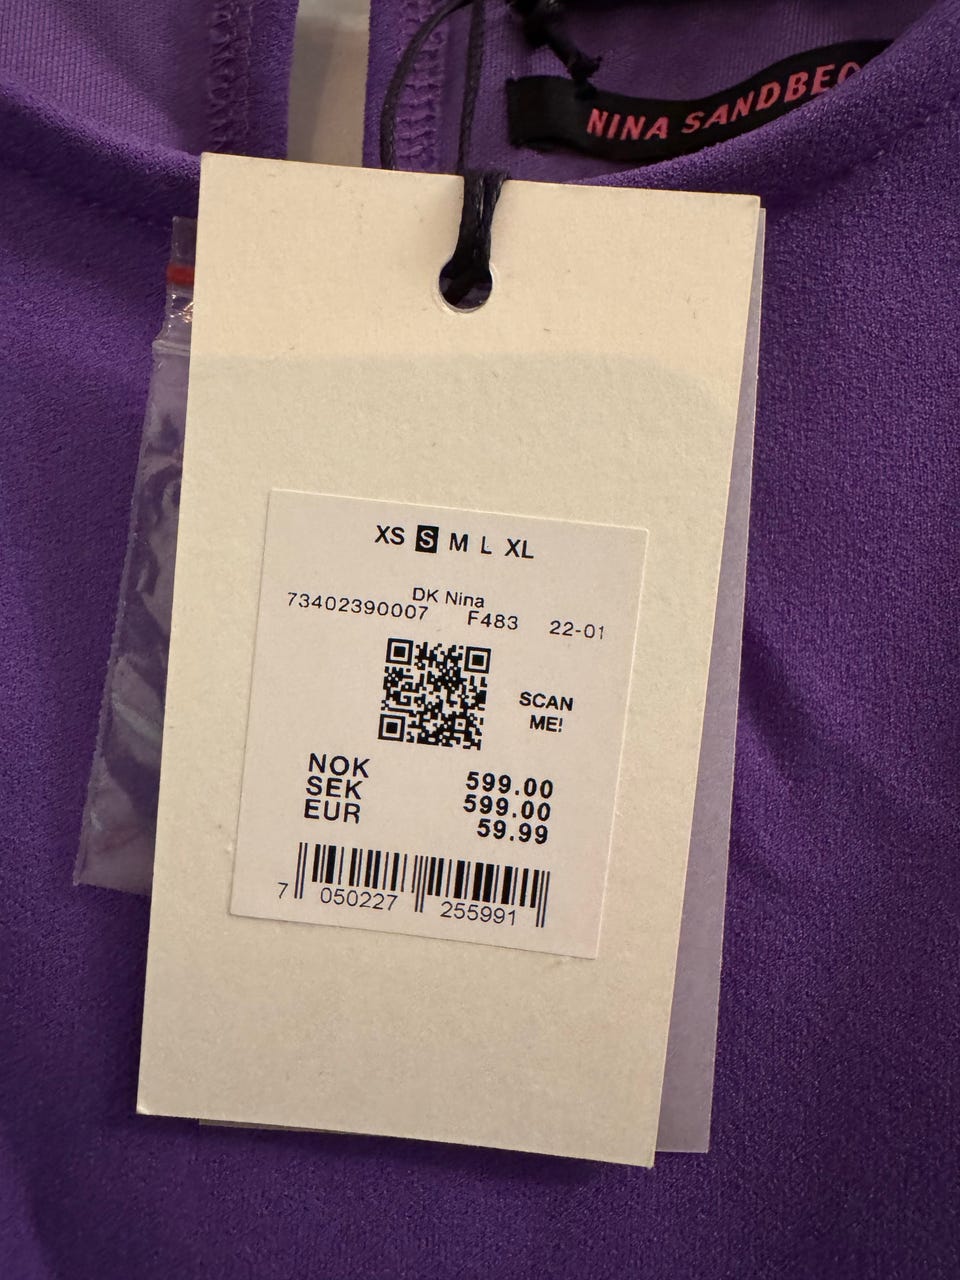 NINA SANDBEC
XS S M L XL
DK Nina
73402390007 F483 22-01
SCAN
ME!
NOK 599.00
SEK 599.00
EUR 59.99
7 050227 255991